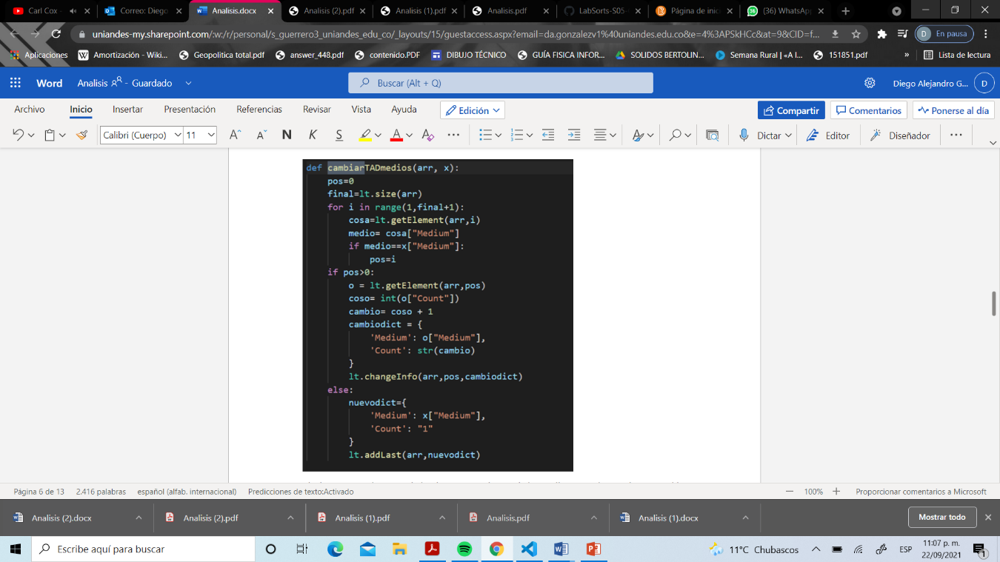 Carl Cox
Correo: Diego
Analisis.docx
Analisis (2).pdf
Analisis (1).pdf
Analisis.pdf
LabSorts-S05-
Página de inic
(36) WhatsApp
uniandes-my.sharepoint.com/:w:/r/personal/s_guerrero3_uniandes_edu_co/_layouts/15/guestaccess.aspx?email=da.gonzalezv1%40uniandes.edu.co&e=4%3APSkHCc&at=9&CID=f...
D En pausa
Aplicaciones
Amortización - Wiki...
Geopolitica total.pdf
answer_448.pdf
contenido.PDF
DIBUJO TÉCNICO
GUÍA FISICA INFOR...
SOLIDOS BERTOLIN...
Semana Rural | «A l...
151851.pdf
»
Lista de lectura
Word
Analisis - Guardado
Buscar (Alt + Q)
Diego Alejandro G...
D
Archivo
Inicio
Insertar
Presentación
Referencias
Revisar
Vista
Ayuda
Edición
Compartir
Comentarios
Ponerse al día
Calibri (Cuerpo)
11
N
K
S
Dictar
Editor
Diseñador
def cambiarTADmedios(arr, x):
pos=0
final=lt.size(arr)
for i in range(1,final+1):
cosa=lt.getElement(arr,i)
medio= cosa["Medium"]
if medio==x["Medium"]:
pos=i
if pos>0:
o = lt.getElement(arr,pos)
coso= int(o["Count"])
cambio= coso + 1
cambiodict = {
'Medium': o["Medium"],
'Count': str(cambio)
}
lt.changeInfo(arr,pos,cambiodict)
else:
nuevodict={
'Medium': x["Medium"],
'Count': "1"
}
lt.addLast(arr,nuevodict)
Página 6 de 13
2.416 palabras
español (alfab. internacional)
Predicciones de texto:Activado
100%
Proporcionar comentarios a Microsoft
Analisis (2).docx
Analisis (2).pdf
Analisis (1).pdf
Analisis.pdf
Analisis (1).docx
Mostrar todo
Escribe aquí para buscar
11°C Chubascos
ESP
11:07 p. m.
22/09/2021
1